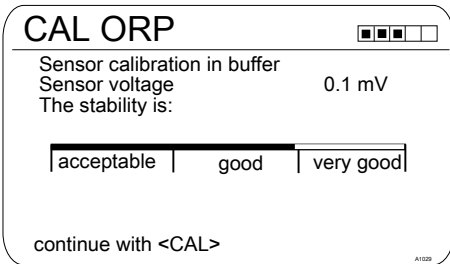 CAL ORP
Sensor calibration in buffer
Sensor voltage 0.1 mV
The stability is:
acceptable good very good
continue with <CAL>
A1029